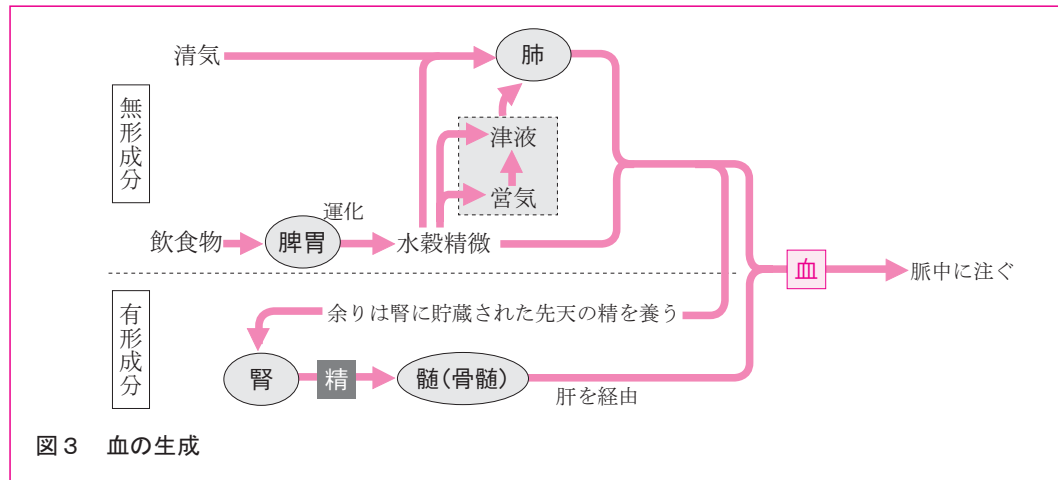 清気
肺
無形成分
津液
営気
運化
飲食物
脾胃
水穀精微
血
脈中に注ぐ
有形成分
余りは腎に貯蔵された先天の精を養う
腎
精
髄(骨髄)
肝を経由
図3 血の生成